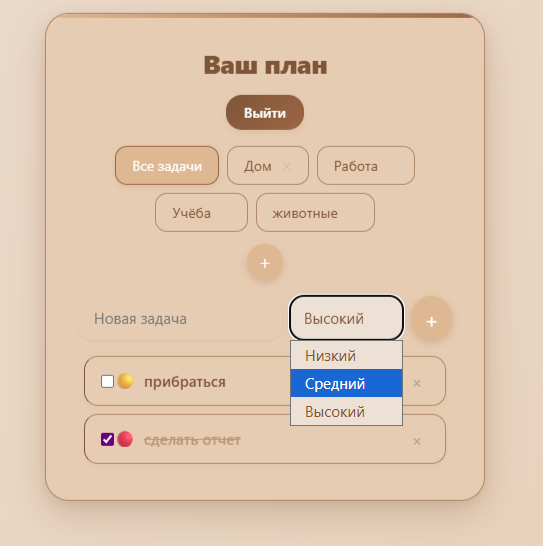 Ваш план
Выйти
Все задачи Дом × Работа
Учёба животные
+
Новая задача Высокий +
Низкий
прибраться Средний ×
Высокий
сделать отчет ×